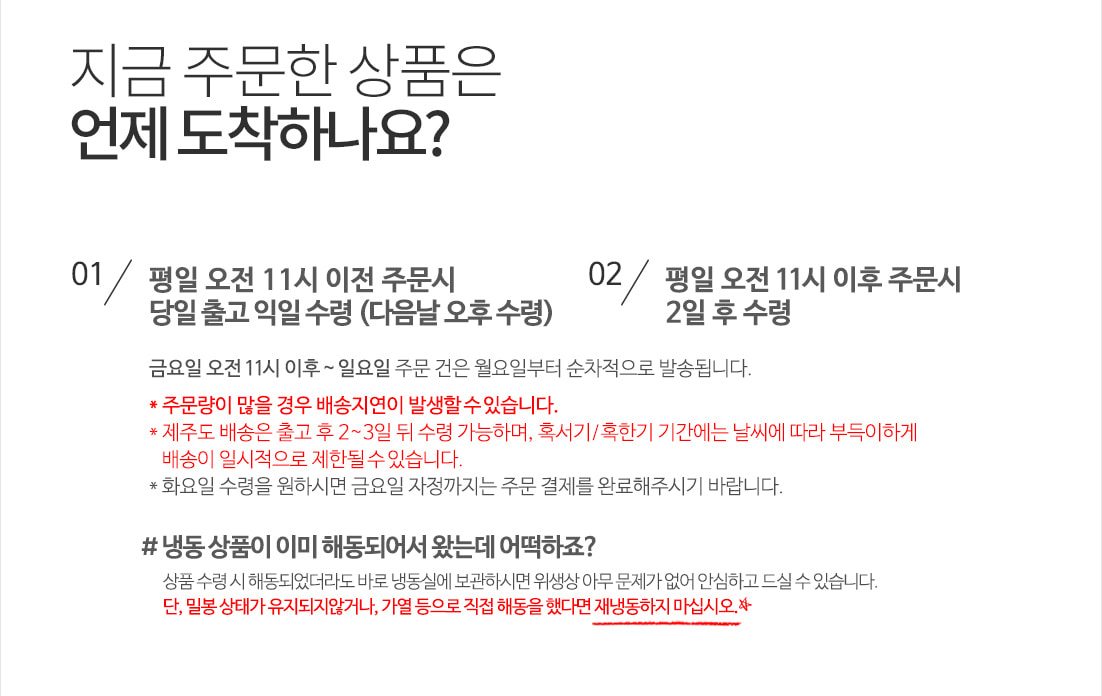 지금 주문한 상품은
언제 도착하나요?
01/ 평일 오전 11시 이전 주문시
당일 출고 익일 수령 (다음날 오후 수령)
02/ 평일 오전 11시 이후 주문시
2일 후 수령
금요일 오전 11시 이후 ~ 일요일 주문 건은 월요일부터 순차적으로 발송됩니다.
* 주문량이 많을 경우 배송지연이 발생할 수 있습니다.
* 제주도 배송은 출고 후 2~3일 뒤 수령 가능하며, 혹서기/혹한기 기간에는 날씨에 따라 부득이하게
배송이 일시적으로 제한될 수 있습니다.
* 화요일 수령을 원하시면 금요일 자정까지는 주문 결제를 완료해주시기 바랍니다.
# 냉동 상품이 이미 해동되어서 왔는데 어떡하죠?
상품 수령 시 해동되었더라도 바로 냉동실에 보관하시면 위생상 아무 문제가 없어 안심하고 드실 수 있습니다.
단, 밀봉 상태가 유지되지않거나, 가열 등으로 직접 해동을 했다면 재냉동하지 마십시오.